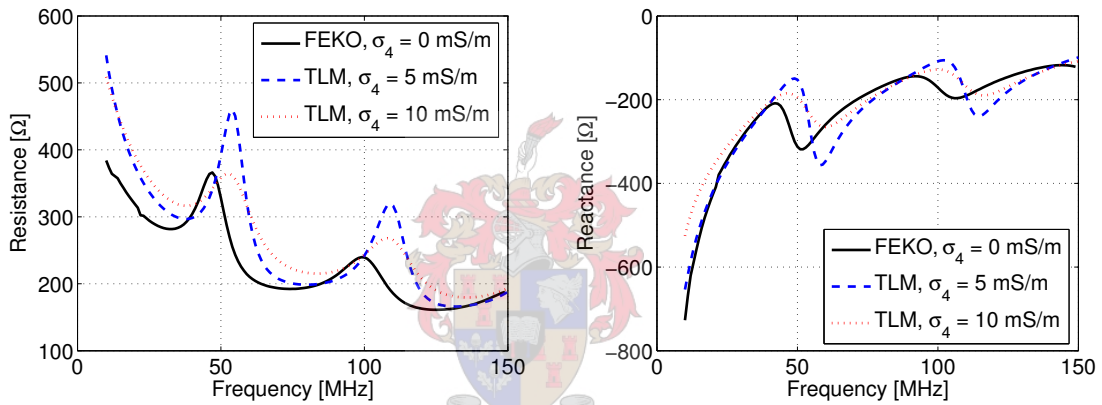 600
500
400
300
200
100
0
50
100
150
Resistance [Ω]
Frequency [MHz]
FEKO, σ4 = 0 mS/m
TLM, σ4 = 5 mS/m
TLM, σ4 = 10 mS/m
0
−200
−400
−600
−800
0
50
100
150
Reactance [Ω]
Frequency [MHz]
FEKO, σ4 = 0 mS/m
TLM, σ4 = 5 mS/m
TLM, σ4 = 10 mS/m